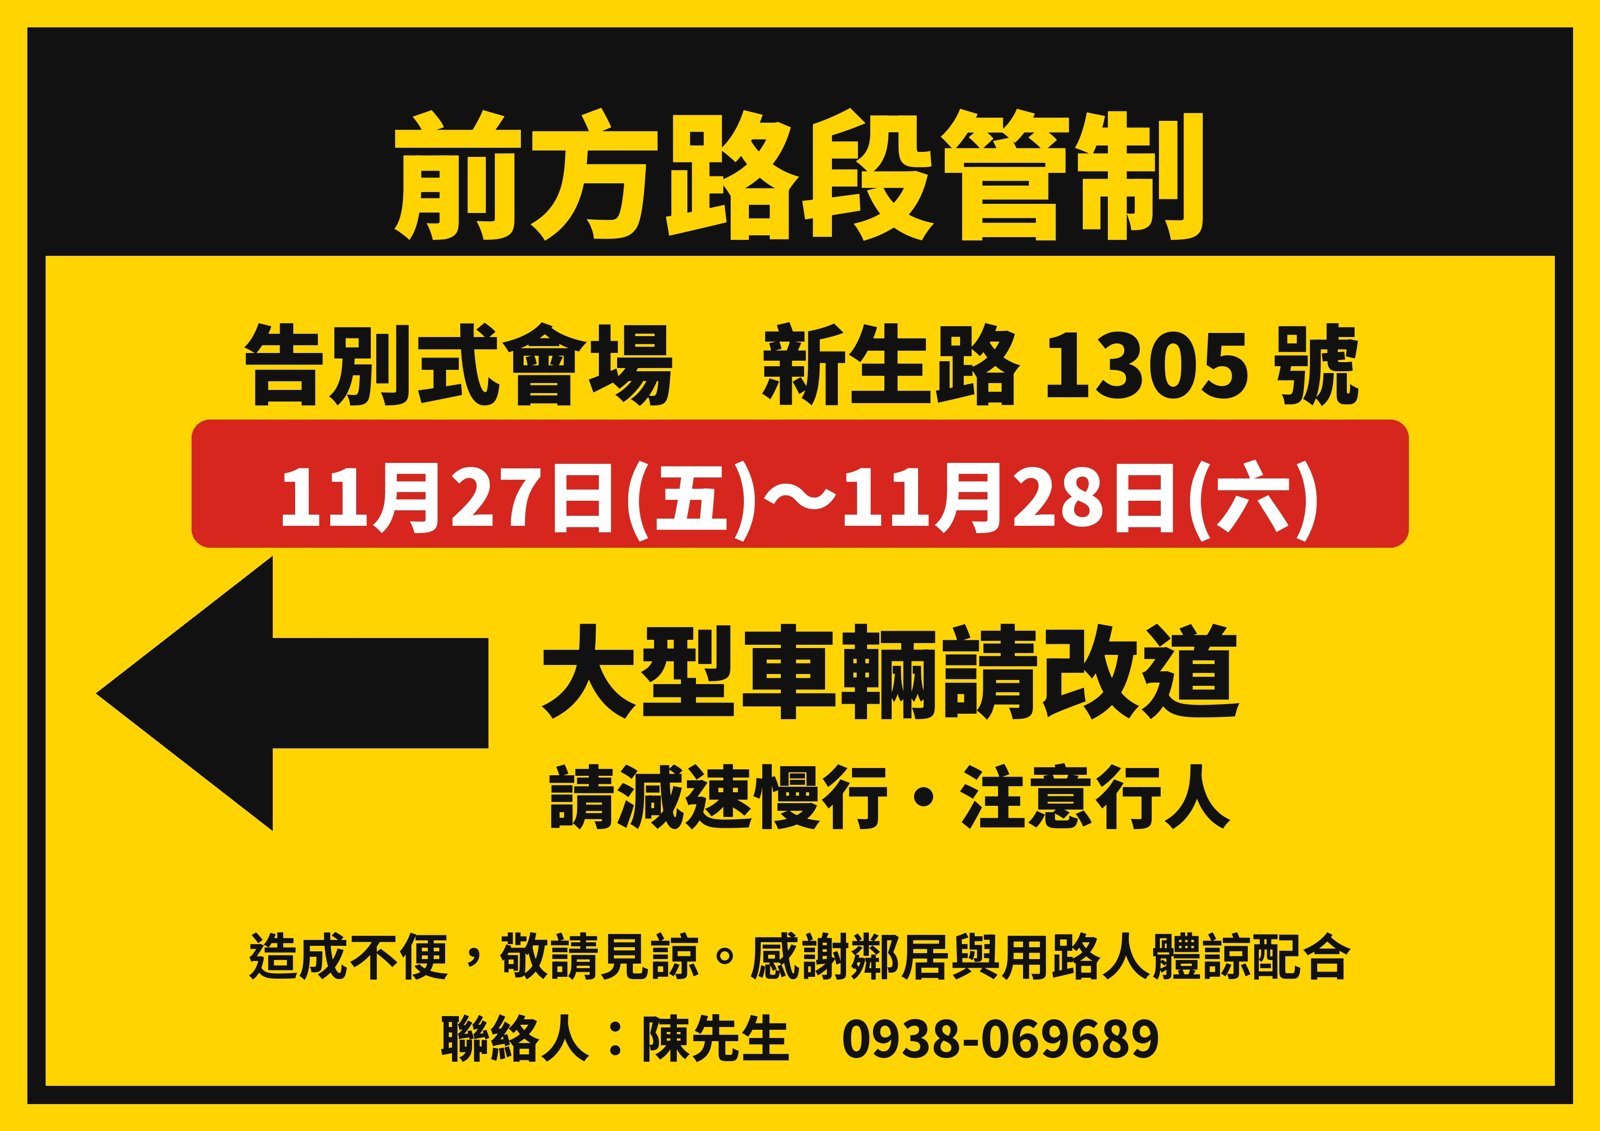 前方路段管制
告別式會場　新生路 1305 號
11月27日(五)～11月28日(六)
大型車輛請改道
請減速慢行・注意行人
造成不便，敬請見諒。感謝鄰居與用路人體諒配合
聯絡人：陳先生　0938-069689